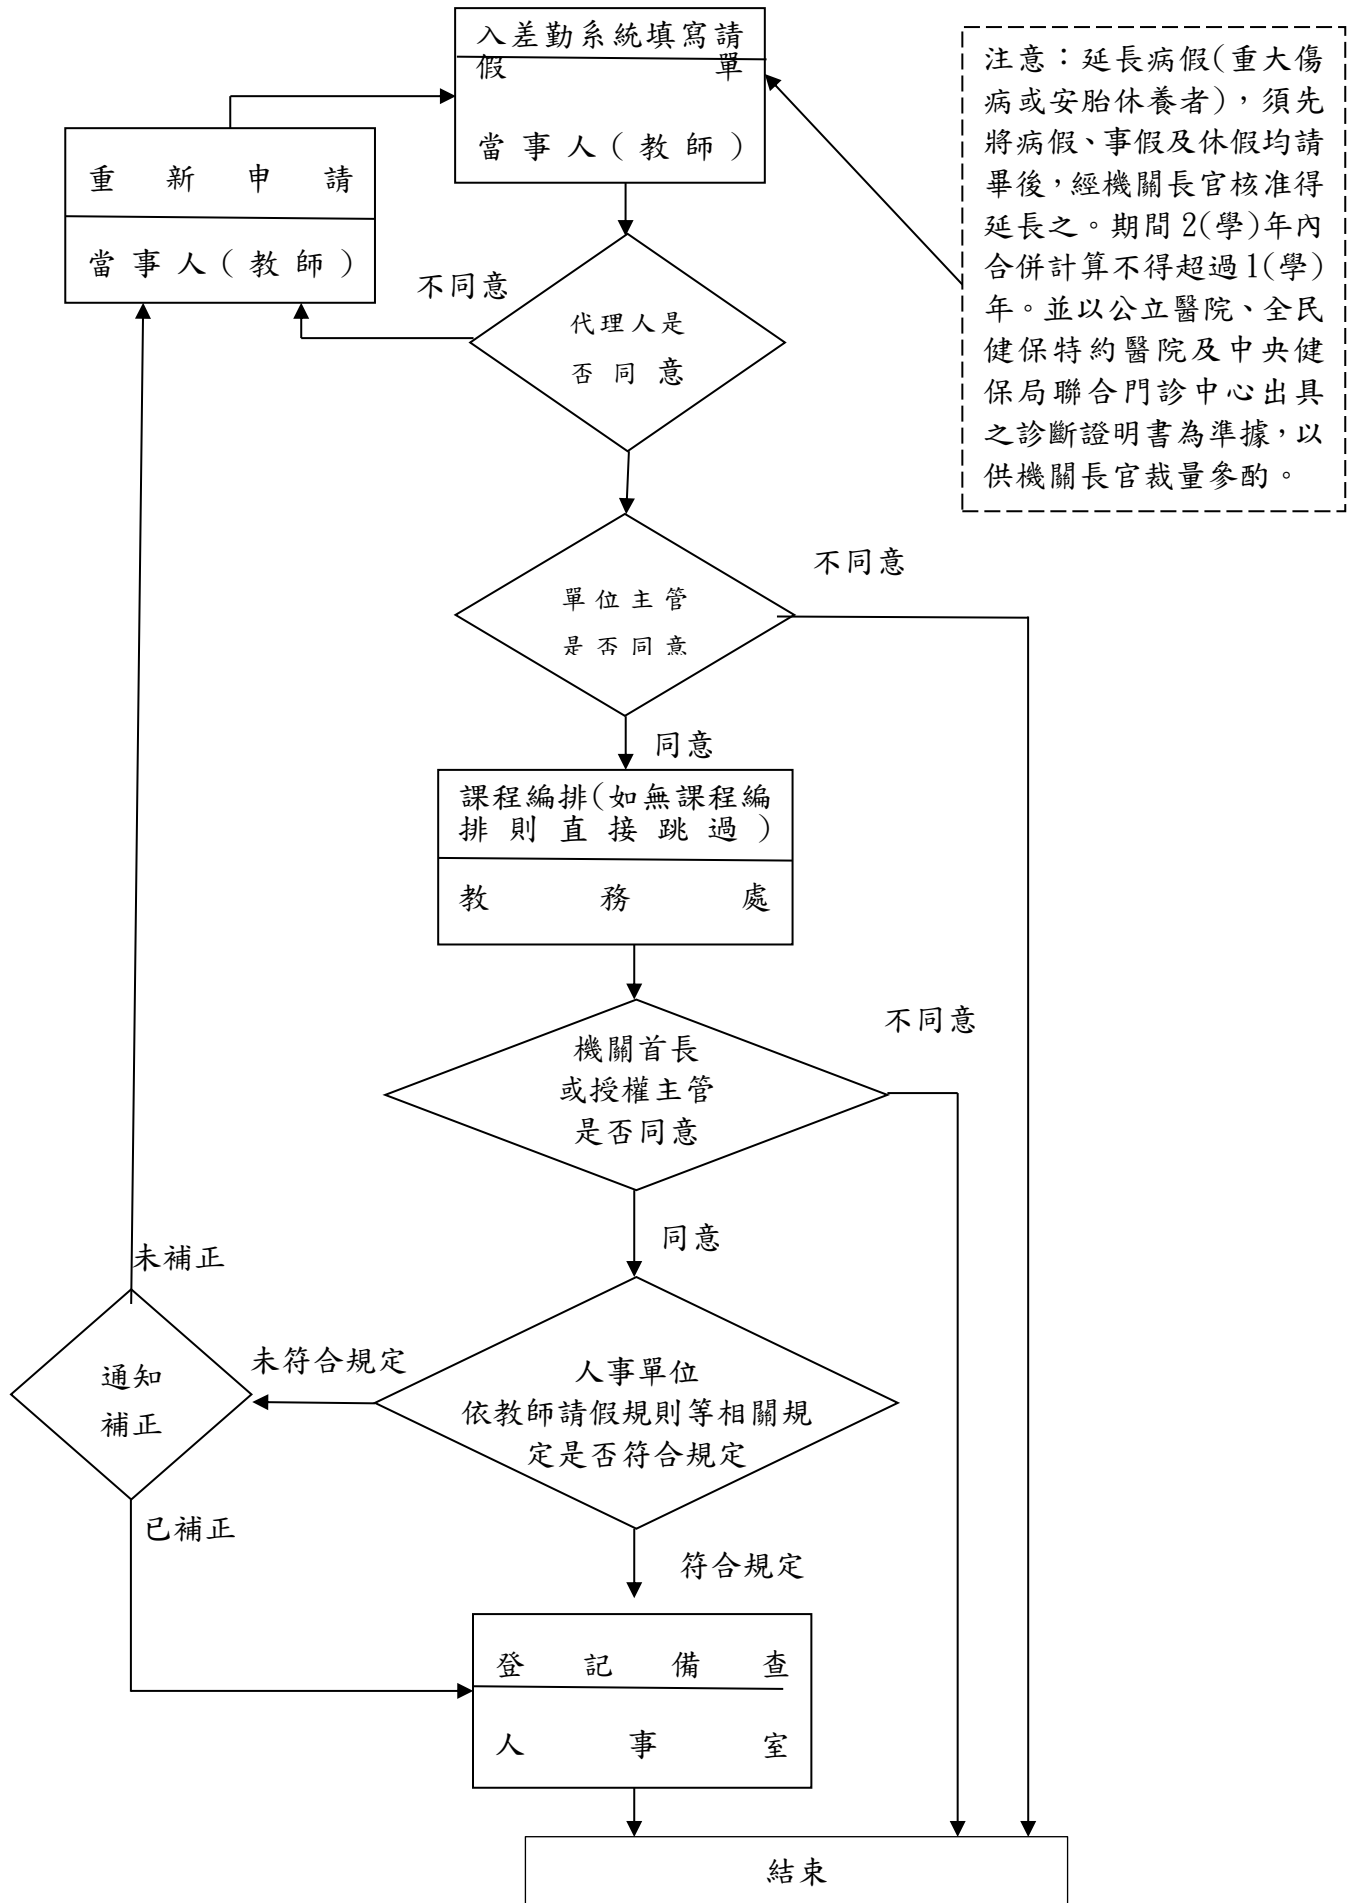 入差勤系統填寫請
假單
當事人(教師)
注意：延長病假(重大傷
病或安胎休養者)，須先
將病假、事假及休假均請
畢後，經機關長官核准得
延長之。期間2(學)年內
合併計算不得超過1(學)
年。並以公立醫院、全民
健保特約醫院及中央健
保局聯合門診中心出具
之診斷證明書為準據，以
供機關長官裁量參酌。
重新申請
當事人(教師)
不同意
代理人是
否同意
不同意
單位主管
是否同意
同意
課程編排(如無課程編
排則直接跳過)
教務處
不同意
機關首長
或授權主管
是否同意
同意
未補正
未符合規定
通知
補正
人事單位
依教師請假規則等相關規
定是否符合規定
已補正
符合規定
登記備查
人事室
結束